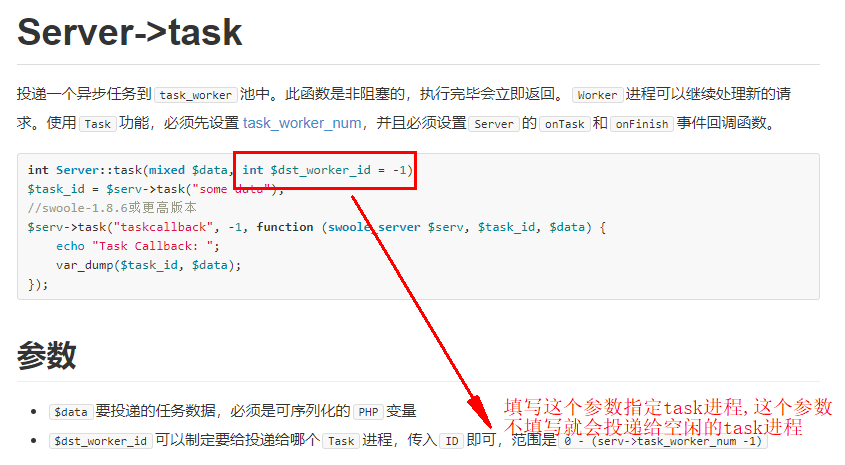 Server->task
投递一个异步任务到 task_worker 池中。此函数是非阻塞的，执行完毕会立即返回。 Worker 进程可以继续处理新的请
求。使用 Task 功能，必须先设置 task_worker_num，并且必须设置 Server 的 onTask 和 onFinish 事件回调函数。
int Server::task(mixed $data, int $dst_worker_id = -1)
$task_id = $serv->task("some data");
//swoole-1.8.6或更高版本
$serv->task("taskcallback", -1, function (swoole_server $serv, $task_id, $data) {
    echo "Task Callback: ";
    var_dump($task_id, $data);
});
参数
• $data 要投递的任务数据，必须是可序列化的 PHP 变量
填写这个参数指定task进程,这个参数
不填写就会投递给空闲的task进程
• $dst_worker_id 可以制定要给投递给哪个 Task 进程，传入 ID 即可，范围是 0 - (serv->task_worker_num -1)